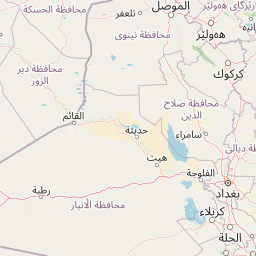 محافظة الحسكة
الموصل
هەولێر
تلعفر
محافظة نينوى
هەولێر
محافظة دير
الزور
كركوك
محافظة صلاح
الدين
القائم
حديثة
سامراء
هيت
الفلوجة
رطبة
محافظة الأنبار
بغداد
كربلاء
الحلة